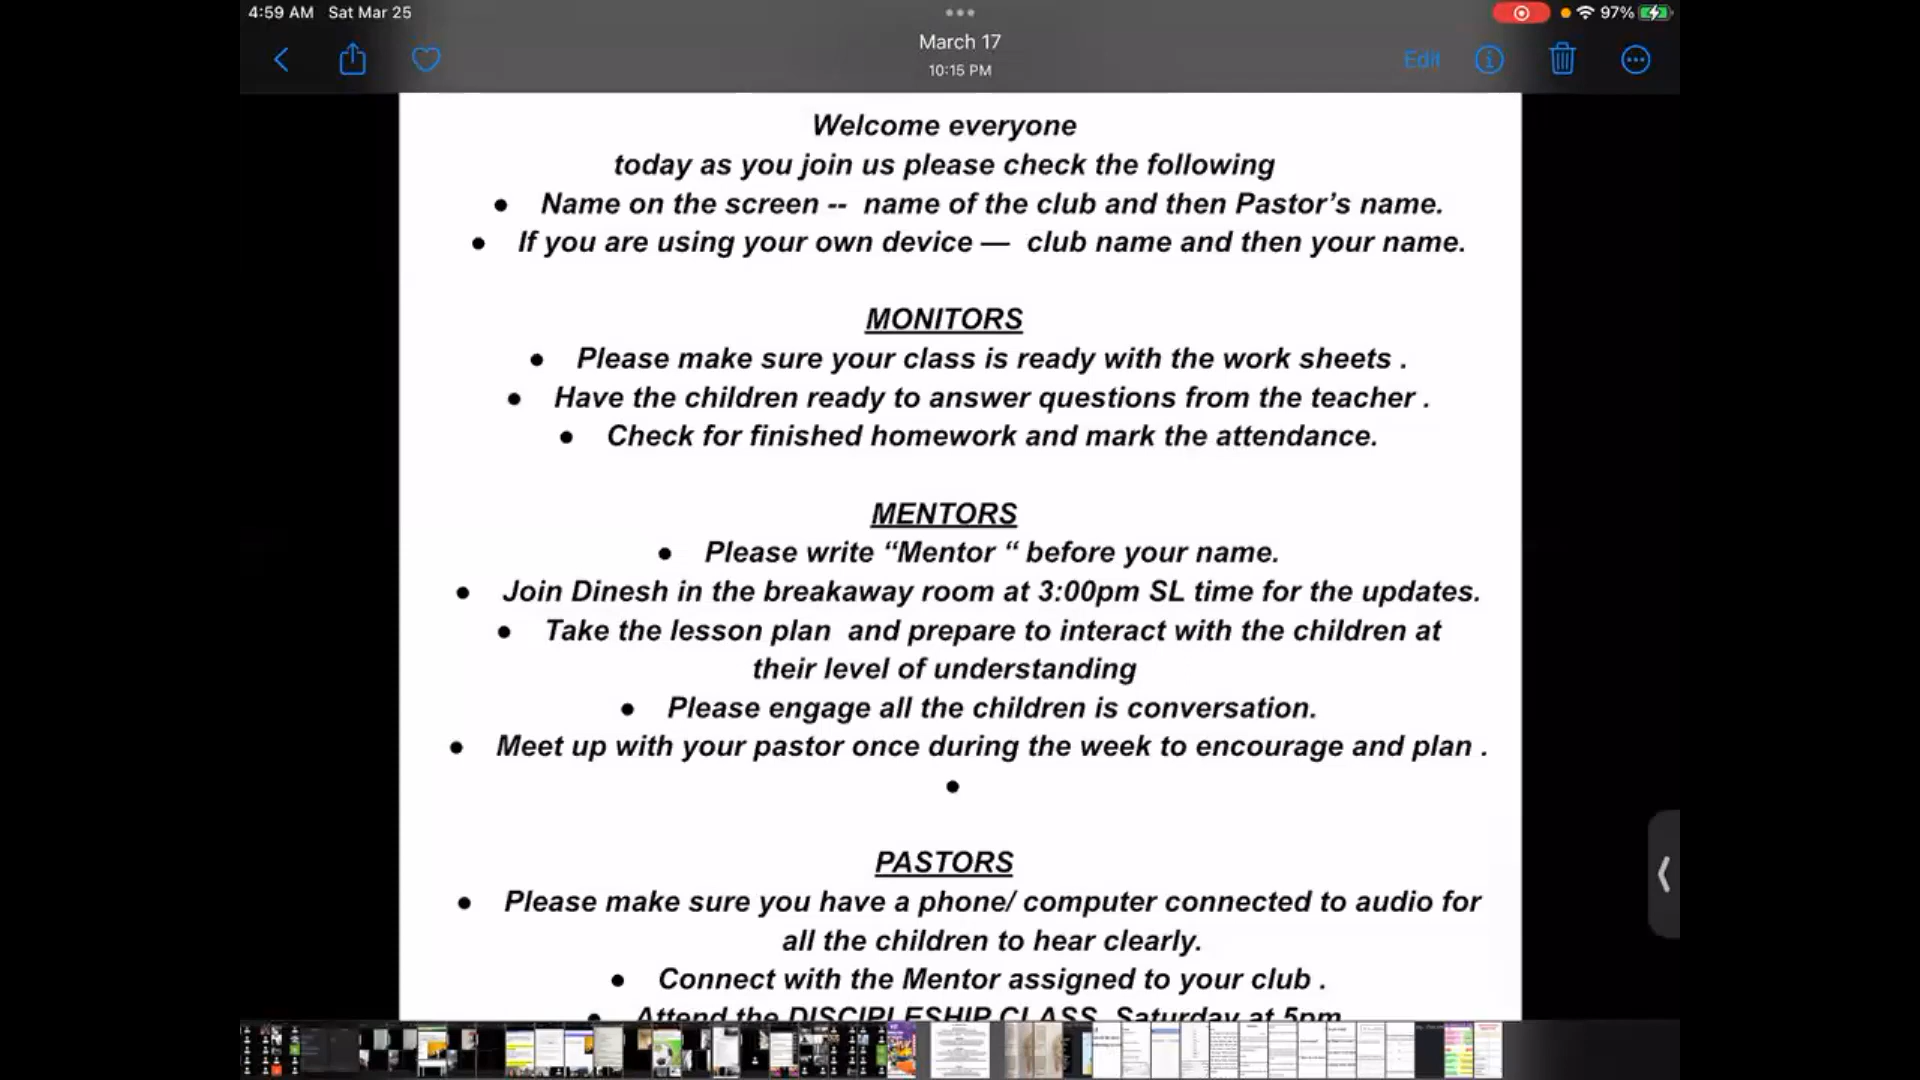 4:59 AM Sat Mar 25
97%
March 17
10:15 PM
Edit
Welcome everyone
today as you join us please check the following
• Name on the screen -- name of the club and then Pastor’s name.
• If you are using your own device — club name and then your name.
MONITORS
• Please make sure your class is ready with the work sheets .
• Have the children ready to answer questions from the teacher .
• Check for finished homework and mark the attendance.
MENTORS
• Please write “Mentor “ before your name.
• Join Dinesh in the breakaway room at 3:00pm SL time for the updates.
• Take the lesson plan and prepare to interact with the children at
their level of understanding
• Please engage all the children is conversation.
• Meet up with your pastor once during the week to encourage and plan .
•
PASTORS
• Please make sure you have a phone/ computer connected to audio for
all the children to hear clearly.
• Connect with the Mentor assigned to your club .
• Attend the DISCIPLESHIP CLASS Saturday at 5pm